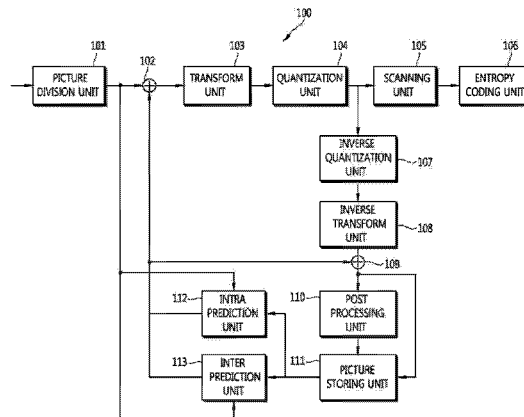 100
101
102
103
104
105
106
PICTURE
DIVISION UNIT
TRANSFORM
UNIT
QUANTIZATION
UNIT
SCANNING
UNIT
ENTROPY
CODING UNIT
INVERSE
QUANTIZATION
UNIT
107
INVERSE
TRANSFORM
UNIT
108
109
112
INTRA
PREDICTION
UNIT
110
POST
PROCESSING
UNIT
113
INTER
PREDICTION
UNIT
111
PICTURE
STORING UNIT